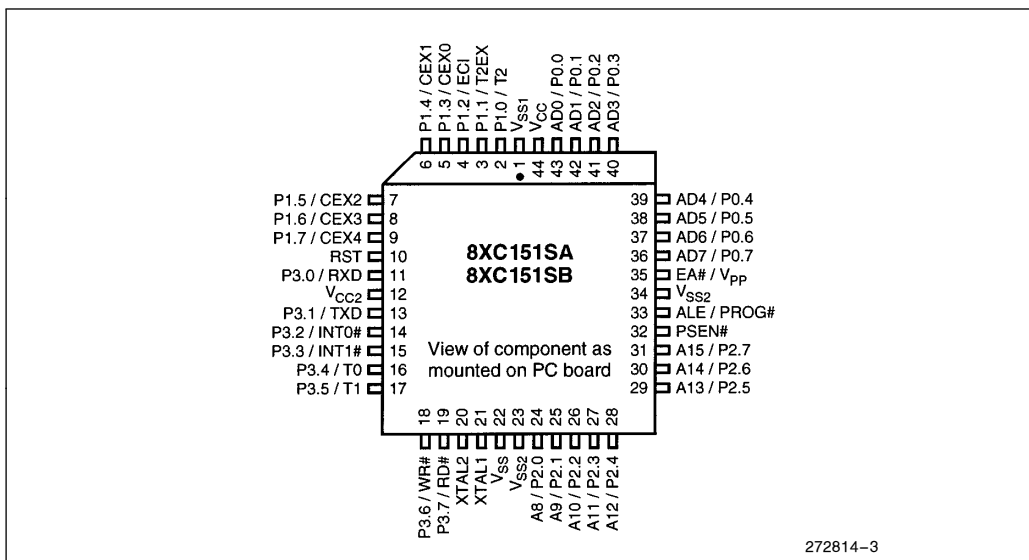 P1.4 / CEX1
P1.3 / CEX0
P1.2 / ECI
P1.1 / T2EX
P1.0 / T2
VSS1
VCC
AD0 / P0.0
AD1 / P0.1
AD2 / P0.2
AD3 / P0.3
6 5 4 3 2 1 44 43 42 41 40
P1.5 / CEX2 7
P1.6 / CEX3 8
P1.7 / CEX4 9
RST 10
P3.0 / RXD 11
VCC2 12
P3.1 / TXD 13
P3.2 / INT0# 14
P3.3 / INT1# 15
P3.4 / T0 16
P3.5 / T1 17
8XC151SA
8XC151SB
View of component as
mounted on PC board
39 AD4 / P0.4
38 AD5 / P0.5
37 AD6 / P0.6
36 AD7 / P0.7
35 EA# / VPP
34 VSS2
33 ALE / PROG#
32 PSEN#
31 A15 / P2.7
30 A14 / P2.6
29 A13 / P2.5
18 19 20 21 22 23 24 25 26 27 28
P3.6 / WR#
P3.7 / RD#
XTAL2
XTAL1
VSS
VSS2
A8 / P2.0
A9 / P2.1
A10 / P2.2
A11 / P2.3
A12 / P2.4
272814–3